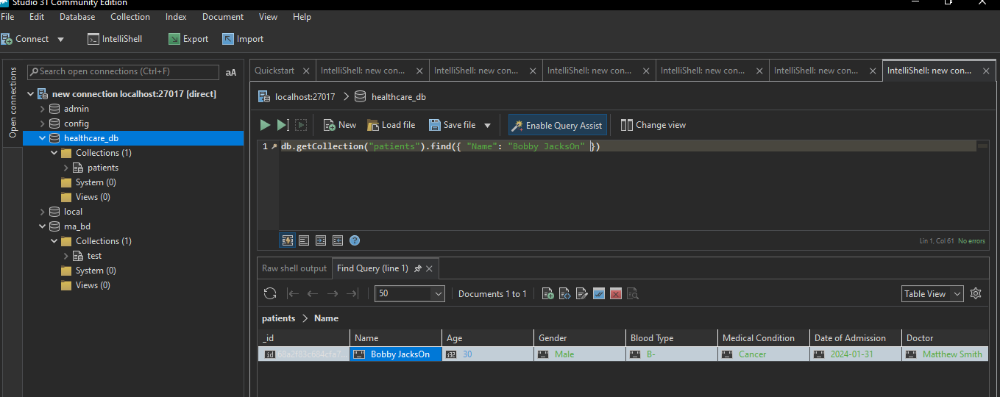 Studio 3T Community Edition
File Edit Database Collection Index Document View Help
Connect IntelliShell Export Import
Open connections
Search open connections (Ctrl+F) aA
new connection localhost:27017 [direct]
admin
config
healthcare_db
Collections (1)
patients
System (0)
Views (0)
local
ma_bd
Collections (1)
test
System (0)
Views (0)
Quickstart IntelliShell: new con... IntelliShell: new con... IntelliShell: new con... IntelliShell: new con... IntelliShell: new con... IntelliShell: new con...
localhost:27017 healthcare_db
New Load file Save file Enable Query Assist Change view
1 db.getCollection("patients").find({ "Name": "Bobby JacksOn" })
Lin 1, Col 61 No errors
Raw shell output Find Query (line 1)
50 Documents 1 to 1 Table View
patients > Name
_id Name Age Gender Blood Type Medical Condition Date of Admission Doctor
id 68a2f83c684cfa7... Bobby JacksOn i32 30 Male B- Cancer 2024-01-31 Matthew Smith